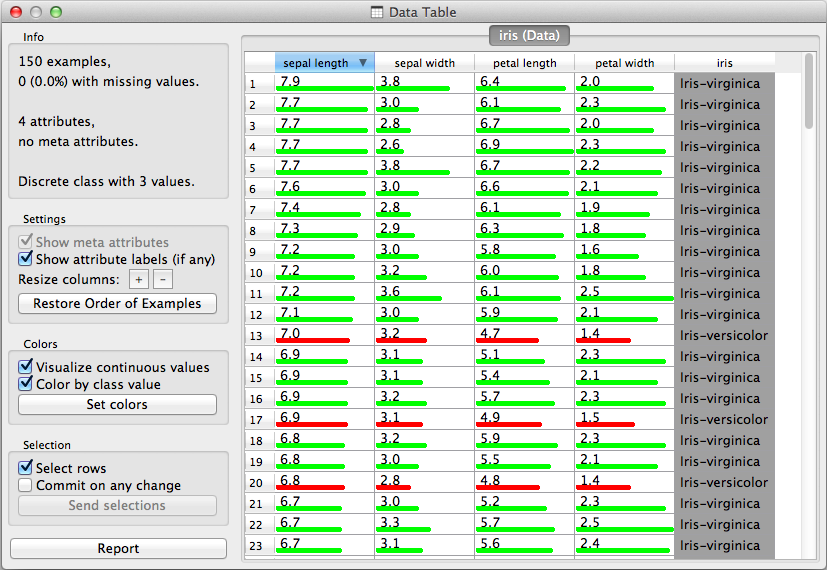 Data Table
Info
150 examples,
0 (0.0%) with missing values.
4 attributes,
no meta attributes.
Discrete class with 3 values.
Settings
Show meta attributes
Show attribute labels (if any)
Resize columns: + -
Restore Order of Examples
Colors
Visualize continuous values
Color by class value
Set colors
Selection
Select rows
Commit on any change
Send selections
Report
iris (Data)
sepal length ▼ sepal width petal length petal width iris
1 7.9 3.8 6.4 2.0 Iris-virginica
2 7.7 3.0 6.1 2.3 Iris-virginica
3 7.7 2.8 6.7 2.0 Iris-virginica
4 7.7 2.6 6.9 2.3 Iris-virginica
5 7.7 3.8 6.7 2.2 Iris-virginica
6 7.6 3.0 6.6 2.1 Iris-virginica
7 7.4 2.8 6.1 1.9 Iris-virginica
8 7.3 2.9 6.3 1.8 Iris-virginica
9 7.2 3.0 5.8 1.6 Iris-virginica
10 7.2 3.2 6.0 1.8 Iris-virginica
11 7.2 3.6 6.1 2.5 Iris-virginica
12 7.1 3.0 5.9 2.1 Iris-virginica
13 7.0 3.2 4.7 1.4 Iris-versicolor
14 6.9 3.1 5.1 2.3 Iris-virginica
15 6.9 3.1 5.4 2.1 Iris-virginica
16 6.9 3.2 5.7 2.3 Iris-virginica
17 6.9 3.1 4.9 1.5 Iris-versicolor
18 6.8 3.2 5.9 2.3 Iris-virginica
19 6.8 3.0 5.5 2.1 Iris-virginica
20 6.8 2.8 4.8 1.4 Iris-versicolor
21 6.7 3.0 5.2 2.3 Iris-virginica
22 6.7 3.3 5.7 2.5 Iris-virginica
23 6.7 3.1 5.6 2.4 Iris-virginica